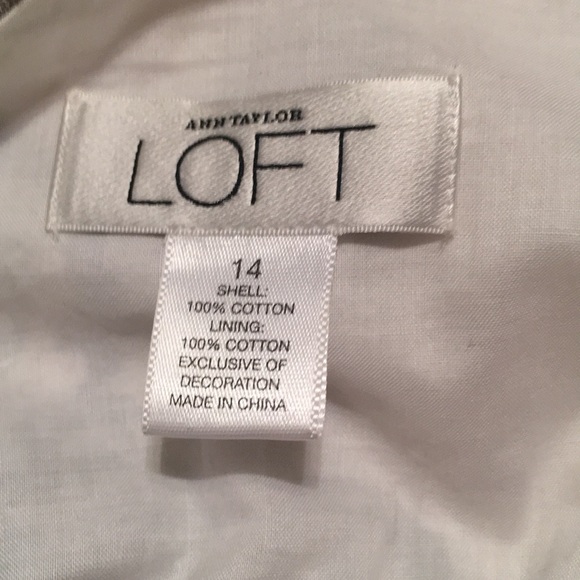 ANN TAYLOR
LOFT
14
SHELL:
100% COTTON
LINING:
100% COTTON
EXCLUSIVE OF
DECORATION
MADE IN CHINA